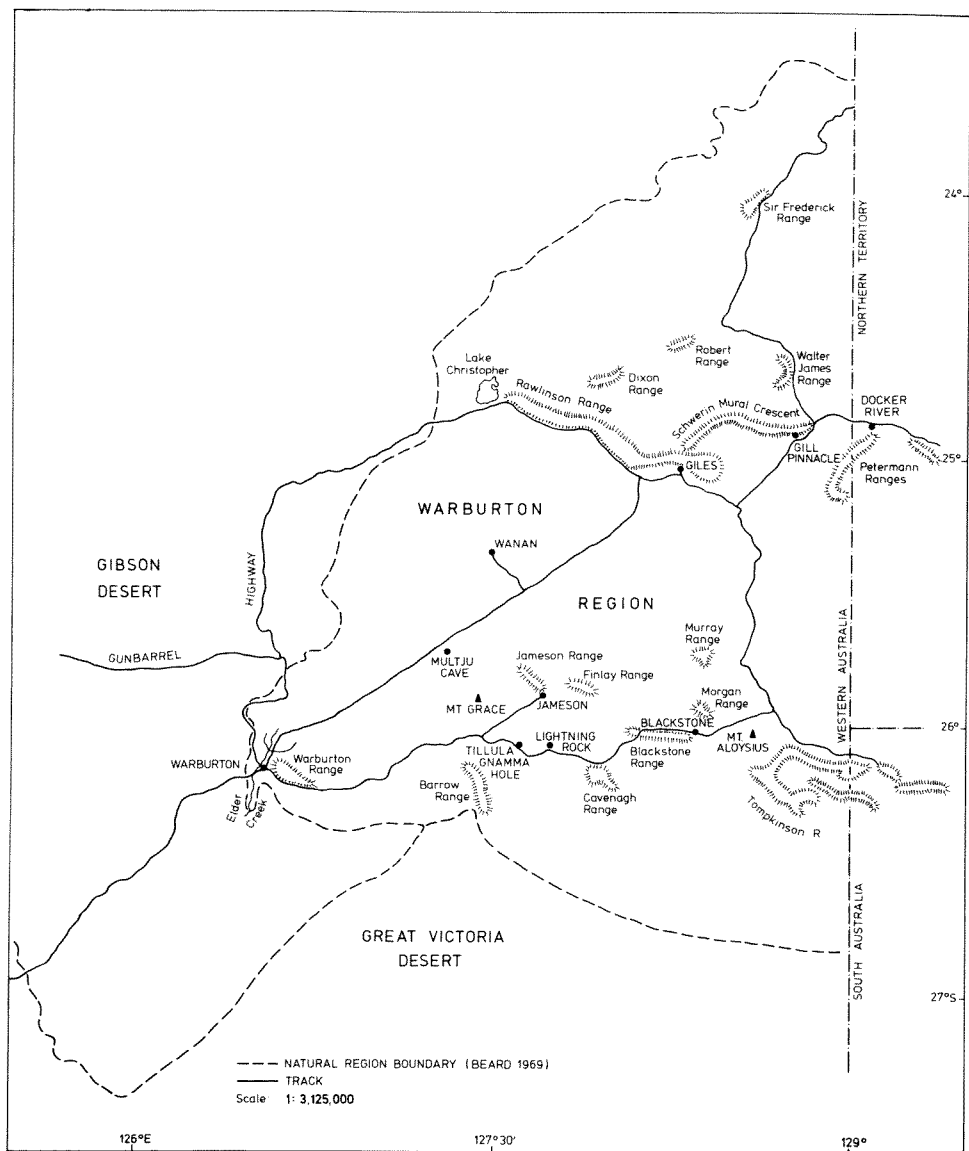 24°
Sir Frederick
Range
NORTHERN TERRITORY
Robert
Range
Walter
James
Range
Lake
Christopher
Dixon
Range
Rawlinson Range
Schwerin Mural Crescent
DOCKER
RIVER
GILL
PINNACLE
25°
GILES
Petermann
Ranges
WARBURTON
WANAN
GIBSON
DESERT
HIGHWAY
REGION
GUNBARREL
MULTJU
CAVE
Murray
Range
Jameson Range
Finlay Range
MT GRACE
JAMESON
Morgan
Range
WESTERN AUSTRALIA
26°
BLACKSTONE
MT.
ALOYSIUS
TILLULA
GNAMMA
HOLE
LIGHTNING
ROCK
Blackstone
Range
WARBURTON
Warburton
Range
Barrow
Range
Cavenagh
Range
Elder
Creek
Tompkinson R
GREAT VICTORIA
DESERT
SOUTH AUSTRALIA
27°S
NATURAL REGION BOUNDARY (BEARD 1969)
TRACK
Scale 1: 3,125,000
126°E
127°30'
129°